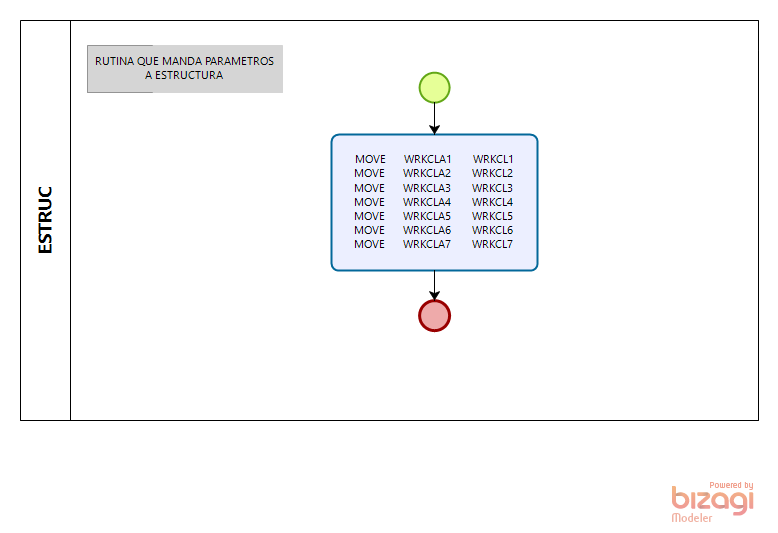 RUTINA QUE MANDA PARAMETROS
A ESTRUCTURA
ESTRUC
MOVE WRKCLA1 WRKCL1
MOVE WRKCLA2 WRKCL2
MOVE WRKCLA3 WRKCL3
MOVE WRKCLA4 WRKCL4
MOVE WRKCLA5 WRKCL5
MOVE WRKCLA6 WRKCL6
MOVE WRKCLA7 WRKCL7
Powered by
bizagi
Modeler